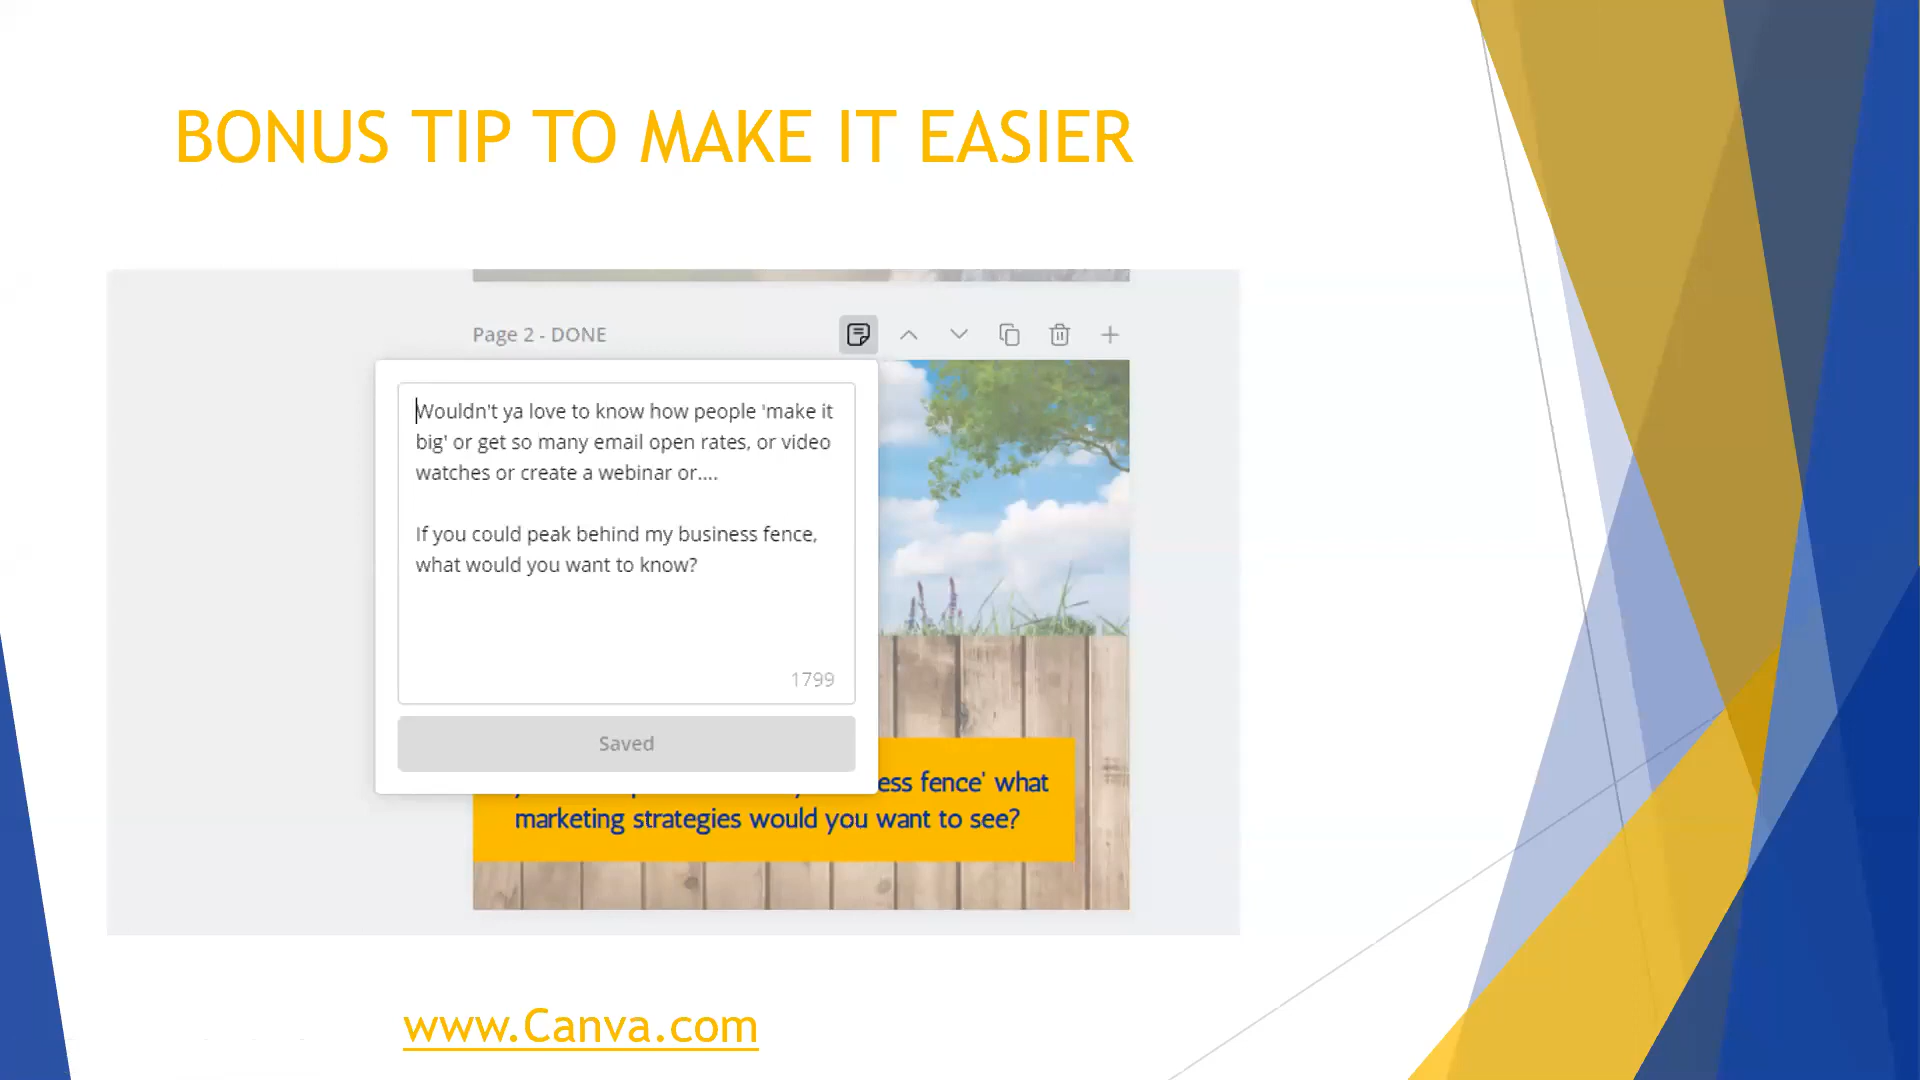 BONUS TIP TO MAKE IT EASIER
Page 2 - DONE
Wouldn't ya love to know how people 'make it
big' or get so many email open rates, or video
watches or create a webinar or....
If you could peak behind my business fence,
what would you want to know?
1799
Saved
fence' what
marketing strategies would you want to see?
www.Canva.com